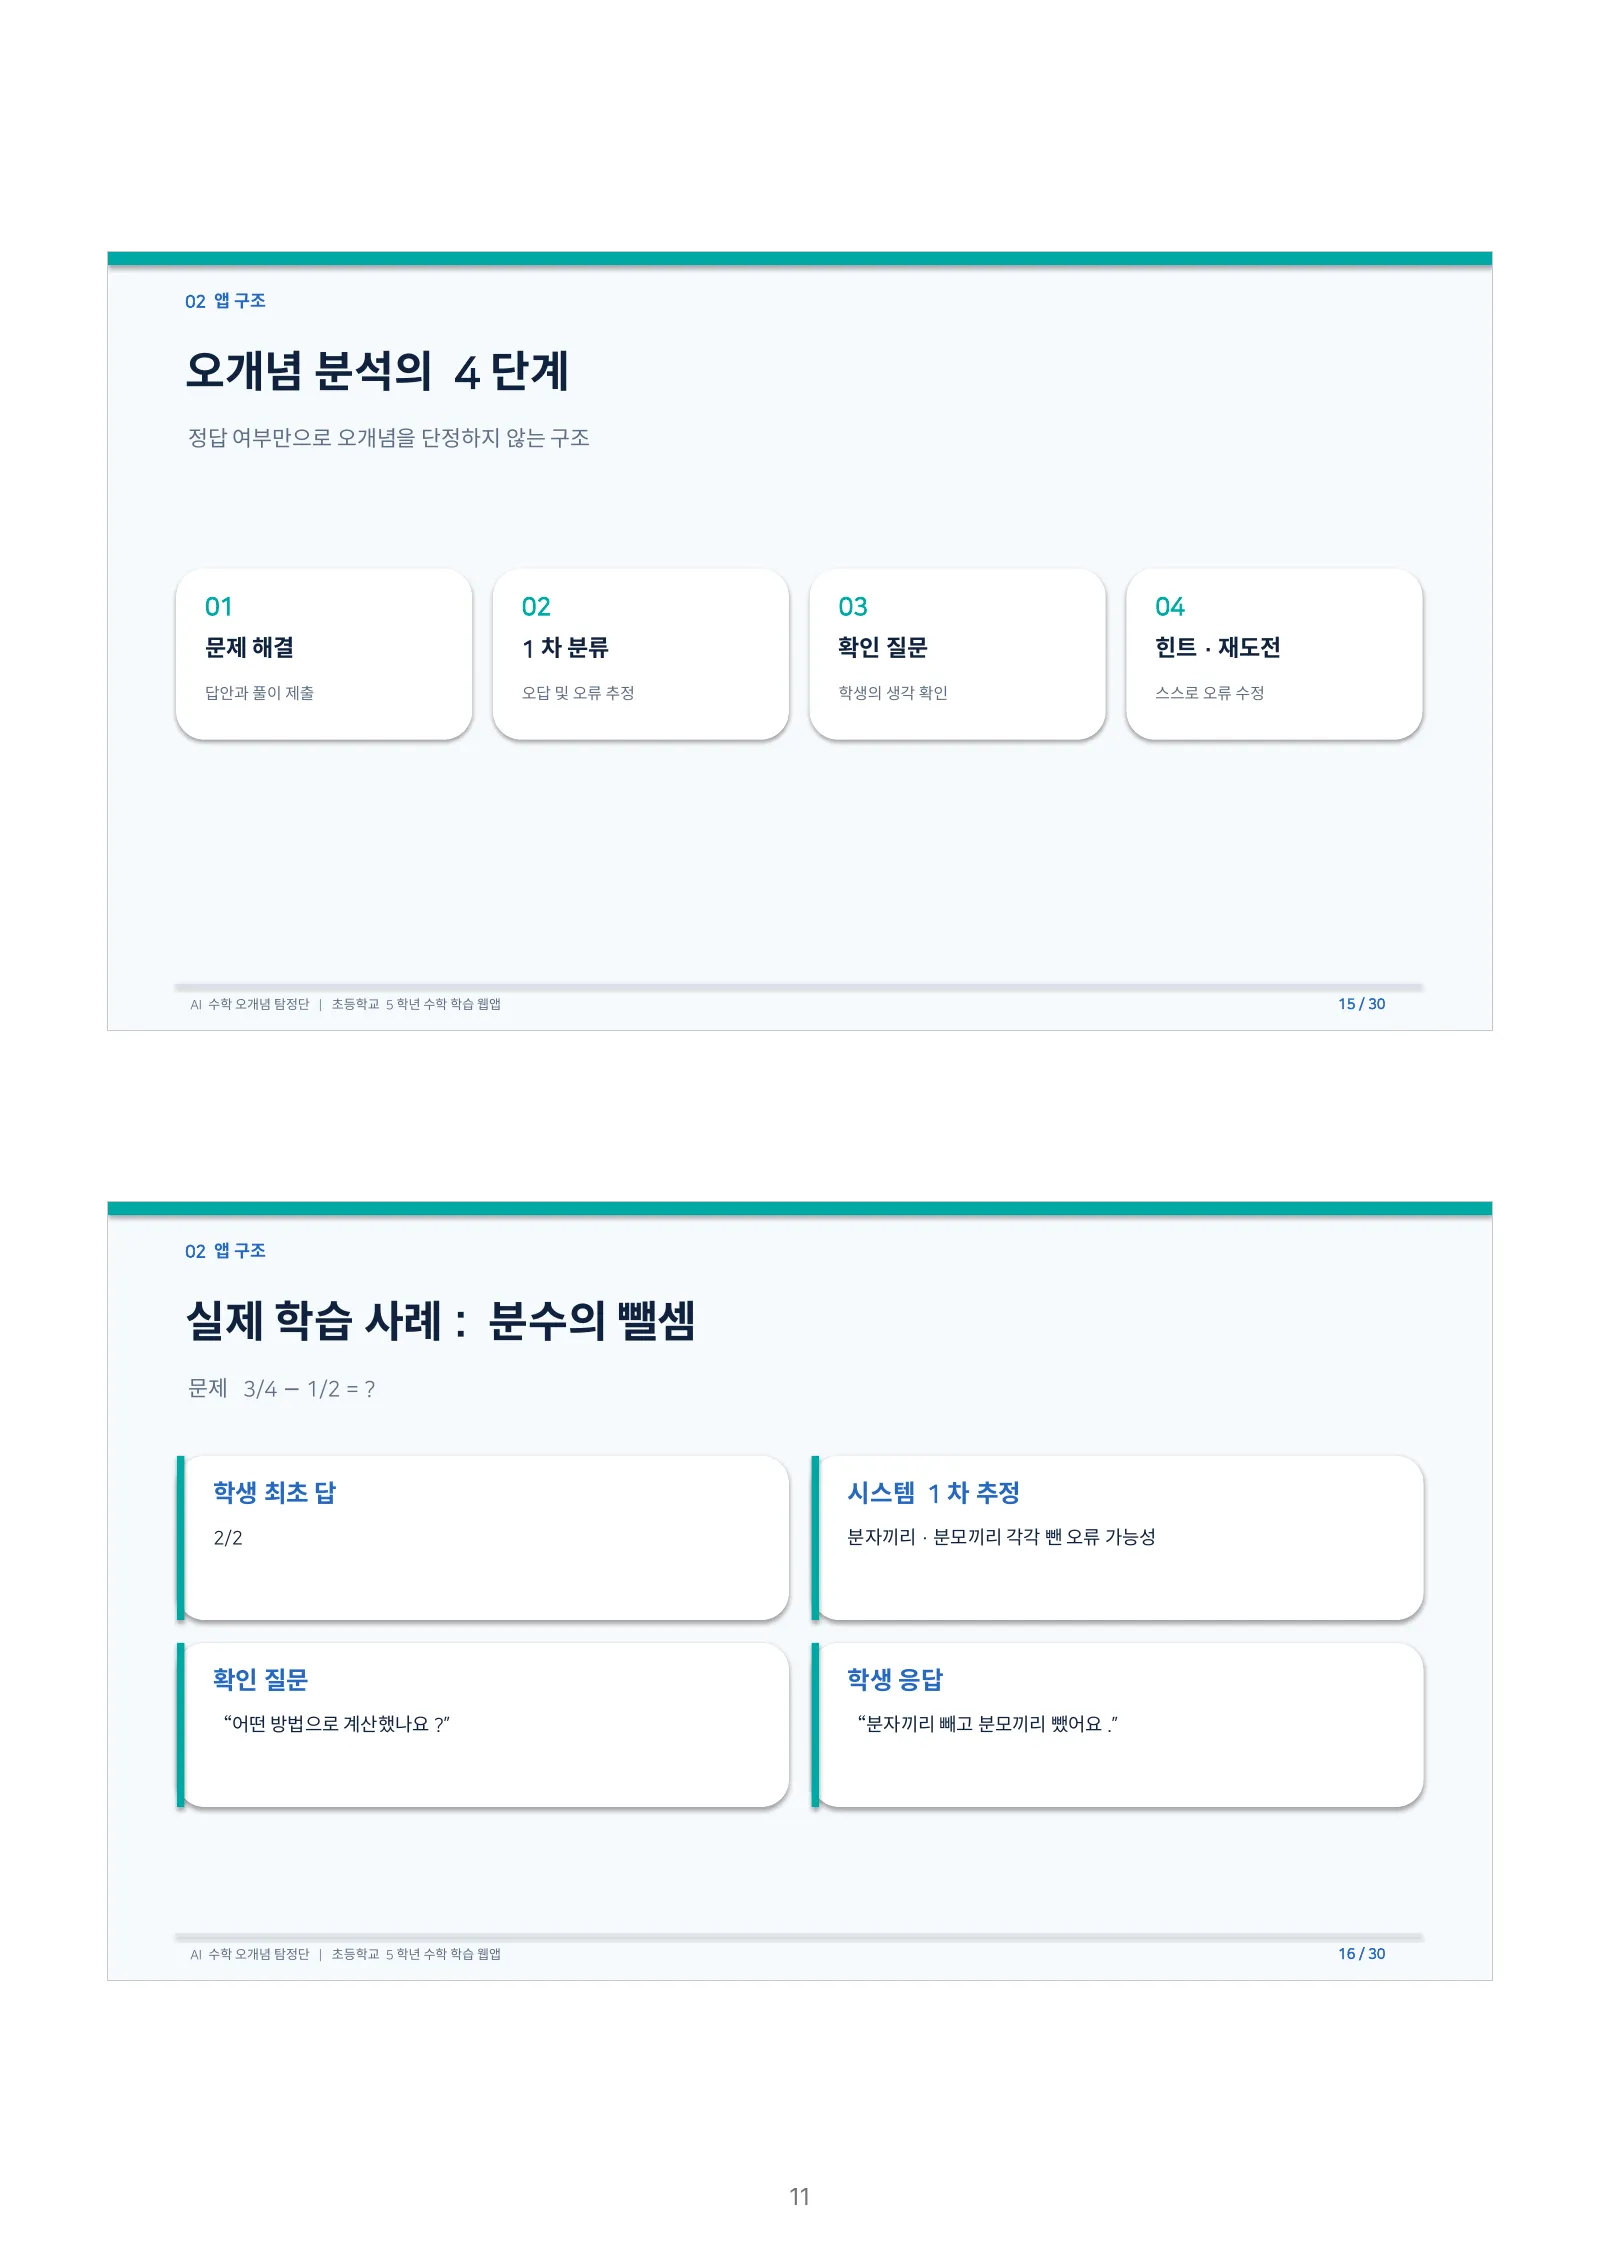 02 앱 구조
오개념 분석의 4 단계
정답 여부만으로 오개념을 단정하지 않는 구조
01
문제 해결
답안과 풀이 제출
02
1 차 분류
오답 및 오류 추정
03
확인 질문
학생의 생각 확인
04
힌트 · 재도전
스스로 오류 수정
AI 수학 오개념 탐정단 | 초등학교 5 학년 수학 학습 웹앱
15 / 30
02 앱 구조
실제 학습 사례 : 분수의 뺄셈
문제 3/4 − 1/2 = ?
학생 최초 답
2/2
시스템 1 차 추정
분자끼리 · 분모끼리 각각 뺀 오류 가능성
확인 질문
“어떤 방법으로 계산했나요 ?”
학생 응답
“분자끼리 빼고 분모끼리 뺐어요 .”
AI 수학 오개념 탐정단 | 초등학교 5 학년 수학 학습 웹앱
16 / 30
11